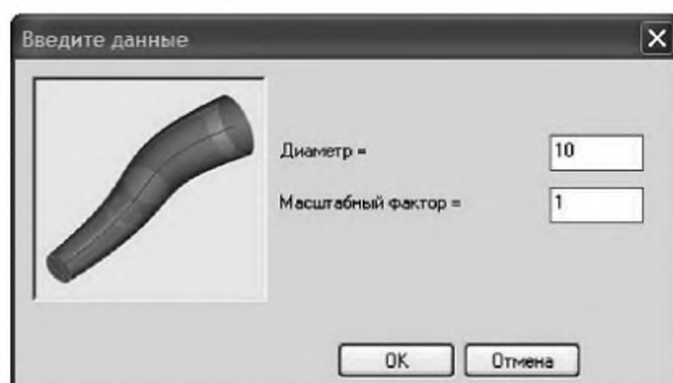 Введите данные
Диаметр = 10
Масштабный фактор = 1
OK Отмена